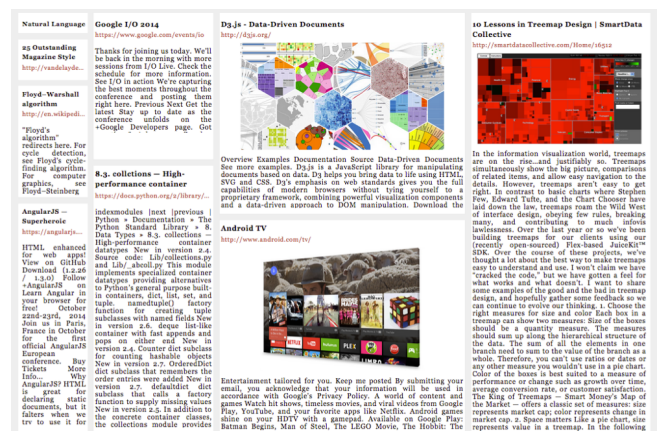 Natural Language
25 Outstanding
Magazine Style
http://vandelayde...
Floyd–Warshall
algorithm
http://en.wikipedi...
"Floyd's
algorithm"
redirects here. For
cycle detection,
see Floyd's cycle-
finding algorithm.
For computer
graphics, see
Floyd–Steinberg
AngularJS —
Superheroic
https://angularjs....
HTML enhanced
for web apps!
View on GitHub
Download (1.2.26
/ 1.3.0) Follow
+AngularJS on
Learn Angular in
your browser for
free! October
22nd-23rd, 2014
Join us in Paris,
France in October
for the first
official AngularJS
European
conference. Buy
Tickets More
Info... Why
AngularJS? HTML
is great for
declaring static
documents, but it
falters when we
try to use it for
Google I/O 2014
https://www.google.com/events/io
Thanks for joining us today. We'll
be back in the morning with more
sessions from I/O Live. Check the
schedule for more information.
See I/O in action We're capturing
the best moments throughout the
conference and posting them
right here. Previous Next Get the
latest Stay up to date as the
conference unfolds on the
+Google Developers page. Got
8.3. collctions — High-
performance container
https://docs.python.org/2/library/...
indexmodules |next |previous |
Python » Documentation » The
Python Standard Library » 8.
Data Types » 8.3. collections —
High-performance container
datatypes New in version 2.4.
Source code: Lib/collections.py
and Lib/_abcoll.py This module
implements specialized container
datatypes providing alternatives
to Python's general purpose built-
in containers, dict, list, set, and
tuple. namedtuple() factory
function for creating tuple
subclasses with named fields New
in version 2.6. deque list-like
container with fast appends and
pops on either end New in
version 2.4. Counter dict subclass
for counting hashable objects
New in version 2.7. OrderedDict
dict subclass that remembers the
order entries were added New in
version 2.7. defaultdict dict
subclass that calls a factory
function to supply missing values
New in version 2.5. In addition to
the concrete container classes,
the collections module provides
D3.js - Data-Driven Documents
http://d3js.org/
Overview Examples Documentation Source Data-Driven Documents
See more examples. D3.js is a JavaScript library for manipulating
documents based on data. D3 helps you bring data to life using HTML,
SVG and CSS. D3's emphasis on web standards gives you the full
capabilities of modern browsers without tying yourself to a
proprietary framework, combining powerful visualization components
and a data-driven approach to DOM manipulation. Download the
Android TV
http://www.android.com/tv/
Entertainment tailored for you. Keep me posted By submitting your
email, you acknowledge that your information will be used in
accordance with Google's Privacy Policy. A world of content and
games Watch hit shows, timeless movies, and viral videos from Google
Play, YouTube, and your favorite apps like Netflix. Android games
shine on your HDTV with a gamepad. Available on Google Play:
Batman Begins, Man of Steel, The LEGO Movie, The Hobbit: The
10 Lessons in Treemap Design | SmartData
Collective
http://smartdatacollective.com/Home/16512
In the information visualization world, treemaps
are on the rise...and justifiably so. Treemaps
simultaneously show the big picture, comparisons
of related items, and allow easy navigation to the
details. However, treemaps aren't easy to get
right. In contrast to basic charts where Stephen
Few, Edward Tufte, and the Chart Chooser have
laid down the law, treemaps roam the Wild West
of interface design, obeying few rules, breaking
many, and contributing to much infovis
lawlessness. Over the last year or so we've been
building treemaps for our clients using our
(recently open-sourced) Flex-based JuiceKit™
SDK. Over the course of these projects, we've
thought a lot about the best way to make treemaps
easy to understand and use. I won't claim we have
"cracked the code," but we have gotten a feel for
what works and what doesn't. I want to share
some examples of the good and the bad in treemap
design, and hopefully gather some feedback so we
can continue to evolve our thinking. 1. Choose the
right measures for size and color Each box in a
treemap can show two measures: Size of the boxes
should be a quantity measure. The measures
should sum up along the hierarchical structure of
the data. The sum of all the elements in one
branch need to sum to the value of the branch as a
whole. Therefore, you can't use ratios or dates or
any other measure you wouldn't use in a pie chart.
Color of the boxes is best suited to a measure of
performance or change such as growth over time,
average conversion rate, or customer satisfaction.
The King of Treemaps — Smart Money's Map of
the Market — offers a classic set of measures: size
represents market cap; color represents change in
market cap. 2. Space matters Like a pie chart, size
represents value in a treemap. In the following